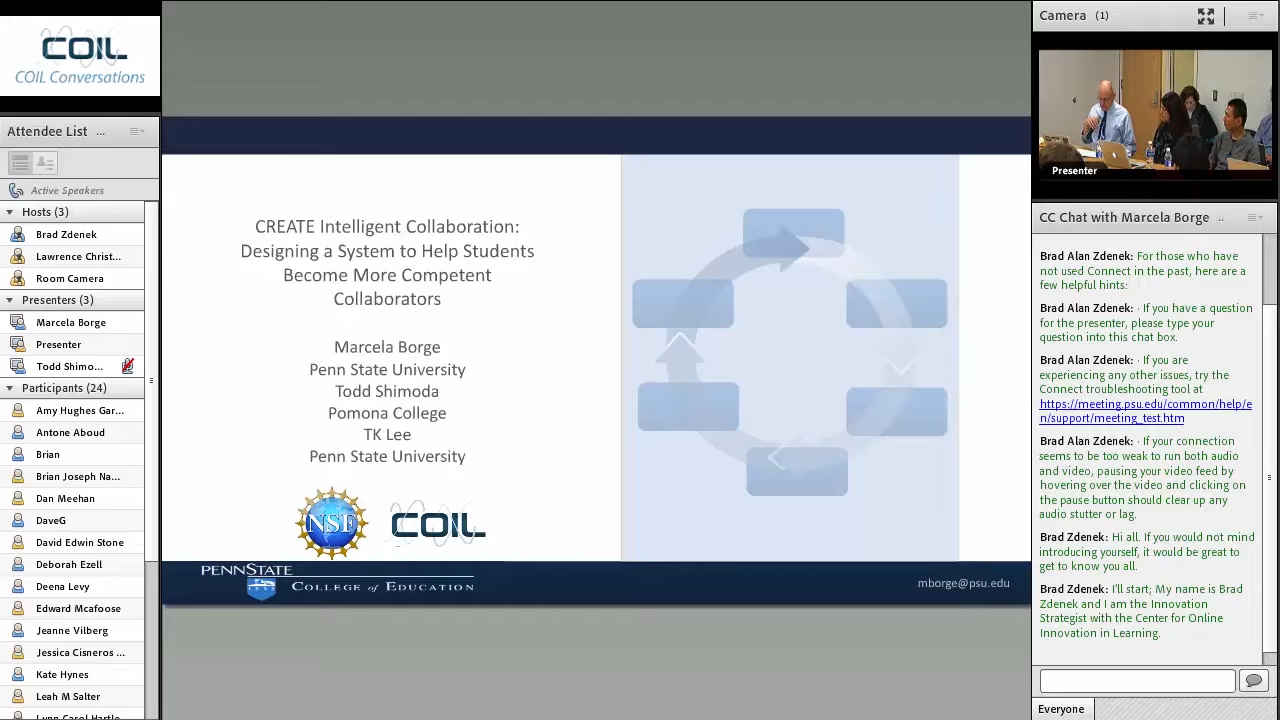 COIL
COIL Conversations
Attendee List ...
Active Speakers
Hosts (3)
Brad Zdenek
Lawrence Christ...
Room Camera
Presenters (3)
Marcela Borge
Presenter
Todd Shimo...
Participants (24)
Amy Hughes Gar...
Antone Aboud
Brian
Brian Joseph Na...
Dan Meehan
DaveG
David Edwin Stone
Deborah Ezell
Deena Levy
Edward Mcafoose
Jeanne Vilberg
Jessica Cisneros ...
Kate Hynes
Leah M Salter
Lynn Carol Hartle
CREATE Intelligent Collaboration:
Designing a System to Help Students
Become More Competent
Collaborators
Marcela Borge
Penn State University
Todd Shimoda
Pomona College
TK Lee
Penn State University
NSF COIL
PENNSTATE
1855
COLLEGE of EDUCATION
mborge@psu.edu
Camera (1)
Presenter
CC Chat with Marcela Borge ..
Brad Alan Zdenek: For those who have
not used Connect in the past, here are a
few helpful hints:
Brad Alan Zdenek: · If you have a question
for the presenter, please type your
question into this chat box.
Brad Alan Zdenek: · If you are
experiencing any other issues, try the
Connect troubleshooting tool at
https://meeting.psu.edu/common/help/e
n/support/meeting_test.htm
Brad Alan Zdenek: · If your connection
seems to be too weak to run both audio
and video, pausing your video feed by
hovering over the video and clicking on
the pause button should clear up any
audio stutter or lag.
Brad Zdenek: Hi all. If you would not mind
introducing yourself, it would be great to
get to know you all.
Brad Zdenek: I'll start; My name is Brad
Zdenek and I am the Innovation
Strategist with the Center for Online
Innovation in Learning.
Everyone